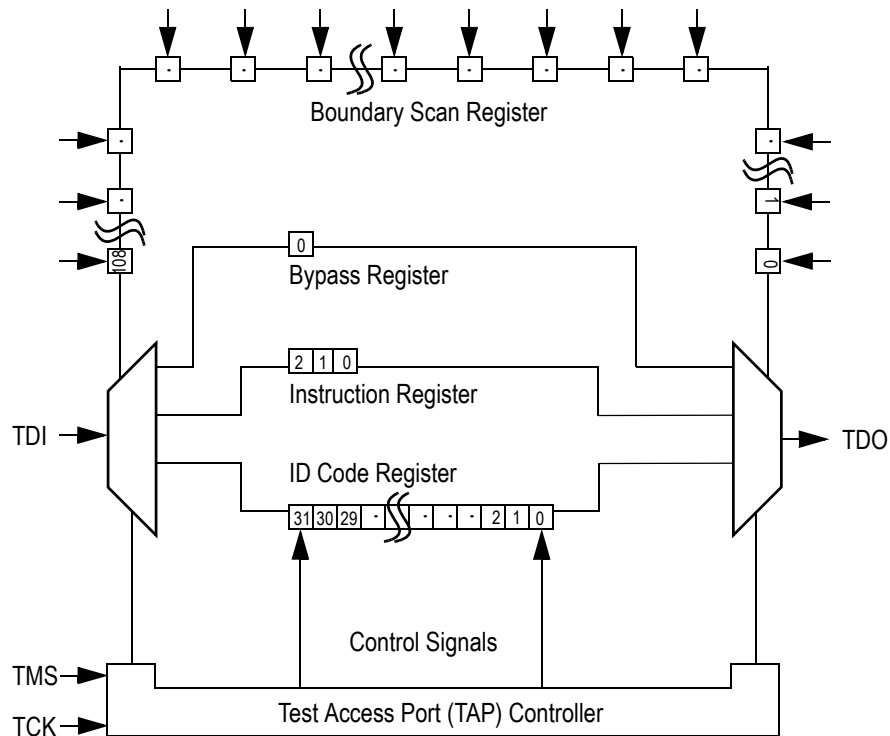 · · · · · · · ·
Boundary Scan Register
· ·
· 1
108 0
0
Bypass Register
2 1 0
Instruction Register
TDI
TDO
ID Code Register
31 30 29 · · · · 2 1 0
Control Signals
TMS
Test Access Port (TAP) Controller
TCK